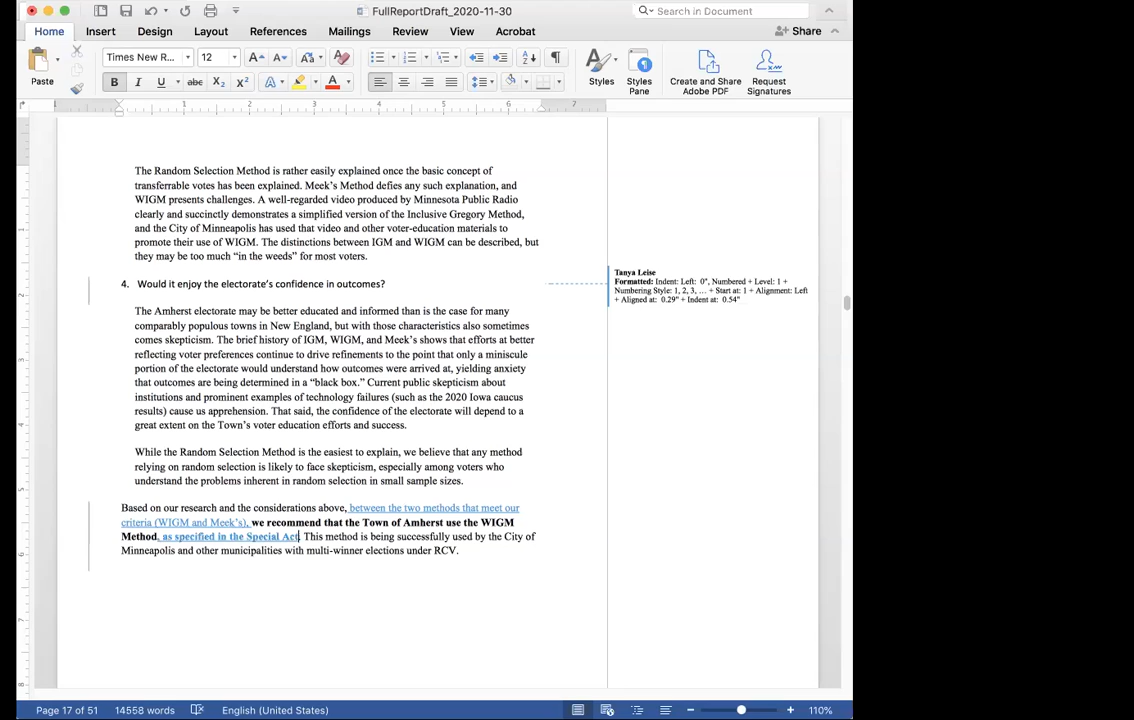 FullReportDraft_2020-11-30
Search in Document
Home Insert Design Layout References Mailings Review View Acrobat Share
Paste
Times New R... 12
B I U abc X2 X2 A A
Styles
Styles Pane
Create and Share Adobe PDF
Request Signatures
1 1 2 3 4 5 6 7
The Random Selection Method is rather easily explained once the basic concept of
transferrable votes has been explained. Meek's Method defies any such explanation, and
WIGM presents challenges. A well-regarded video produced by Minnesota Public Radio
clearly and succinctly demonstrates a simplified version of the Inclusive Gregory Method,
and the City of Minneapolis has used that video and other voter-education materials to
promote their use of WIGM. The distinctions between IGM and WIGM can be described, but
they may be too much “in the weeds” for most voters.
4. Would it enjoy the electorate's confidence in outcomes?
The Amherst electorate may be better educated and informed than is the case for many
comparably populous towns in New England, but with those characteristics also sometimes
comes skepticism. The brief history of IGM, WIGM, and Meek's shows that efforts at better
reflecting voter preferences continue to drive refinements to the point that only a miniscule
portion of the electorate would understand how outcomes were arrived at, yielding anxiety
that outcomes are being determined in a “black box.” Current public skepticism about
institutions and prominent examples of technology failures (such as the 2020 Iowa caucus
results) cause us apprehension. That said, the confidence of the electorate will depend to a
great extent on the Town's voter education efforts and success.
While the Random Selection Method is the easiest to explain, we believe that any method
relying on random selection is likely to face skepticism, especially among voters who
understand the problems inherent in random selection in small sample sizes.
Based on our research and the considerations above, between the two methods that meet our
criteria (WIGM and Meek's), we recommend that the Town of Amherst use the WIGM
Method, as specified in the Special Act. This method is being successfully used by the City of
Minneapolis and other municipalities with multi-winner elections under RCV.
Tanya Leise
Formatted: Indent: Left: 0", Numbered + Level: 1 +
Numbering Style: 1, 2, 3, … + Start at: 1 + Alignment: Left
+ Aligned at: 0.29" + Indent at: 0.54"
Page 17 of 51 14558 words English (United States) 110%